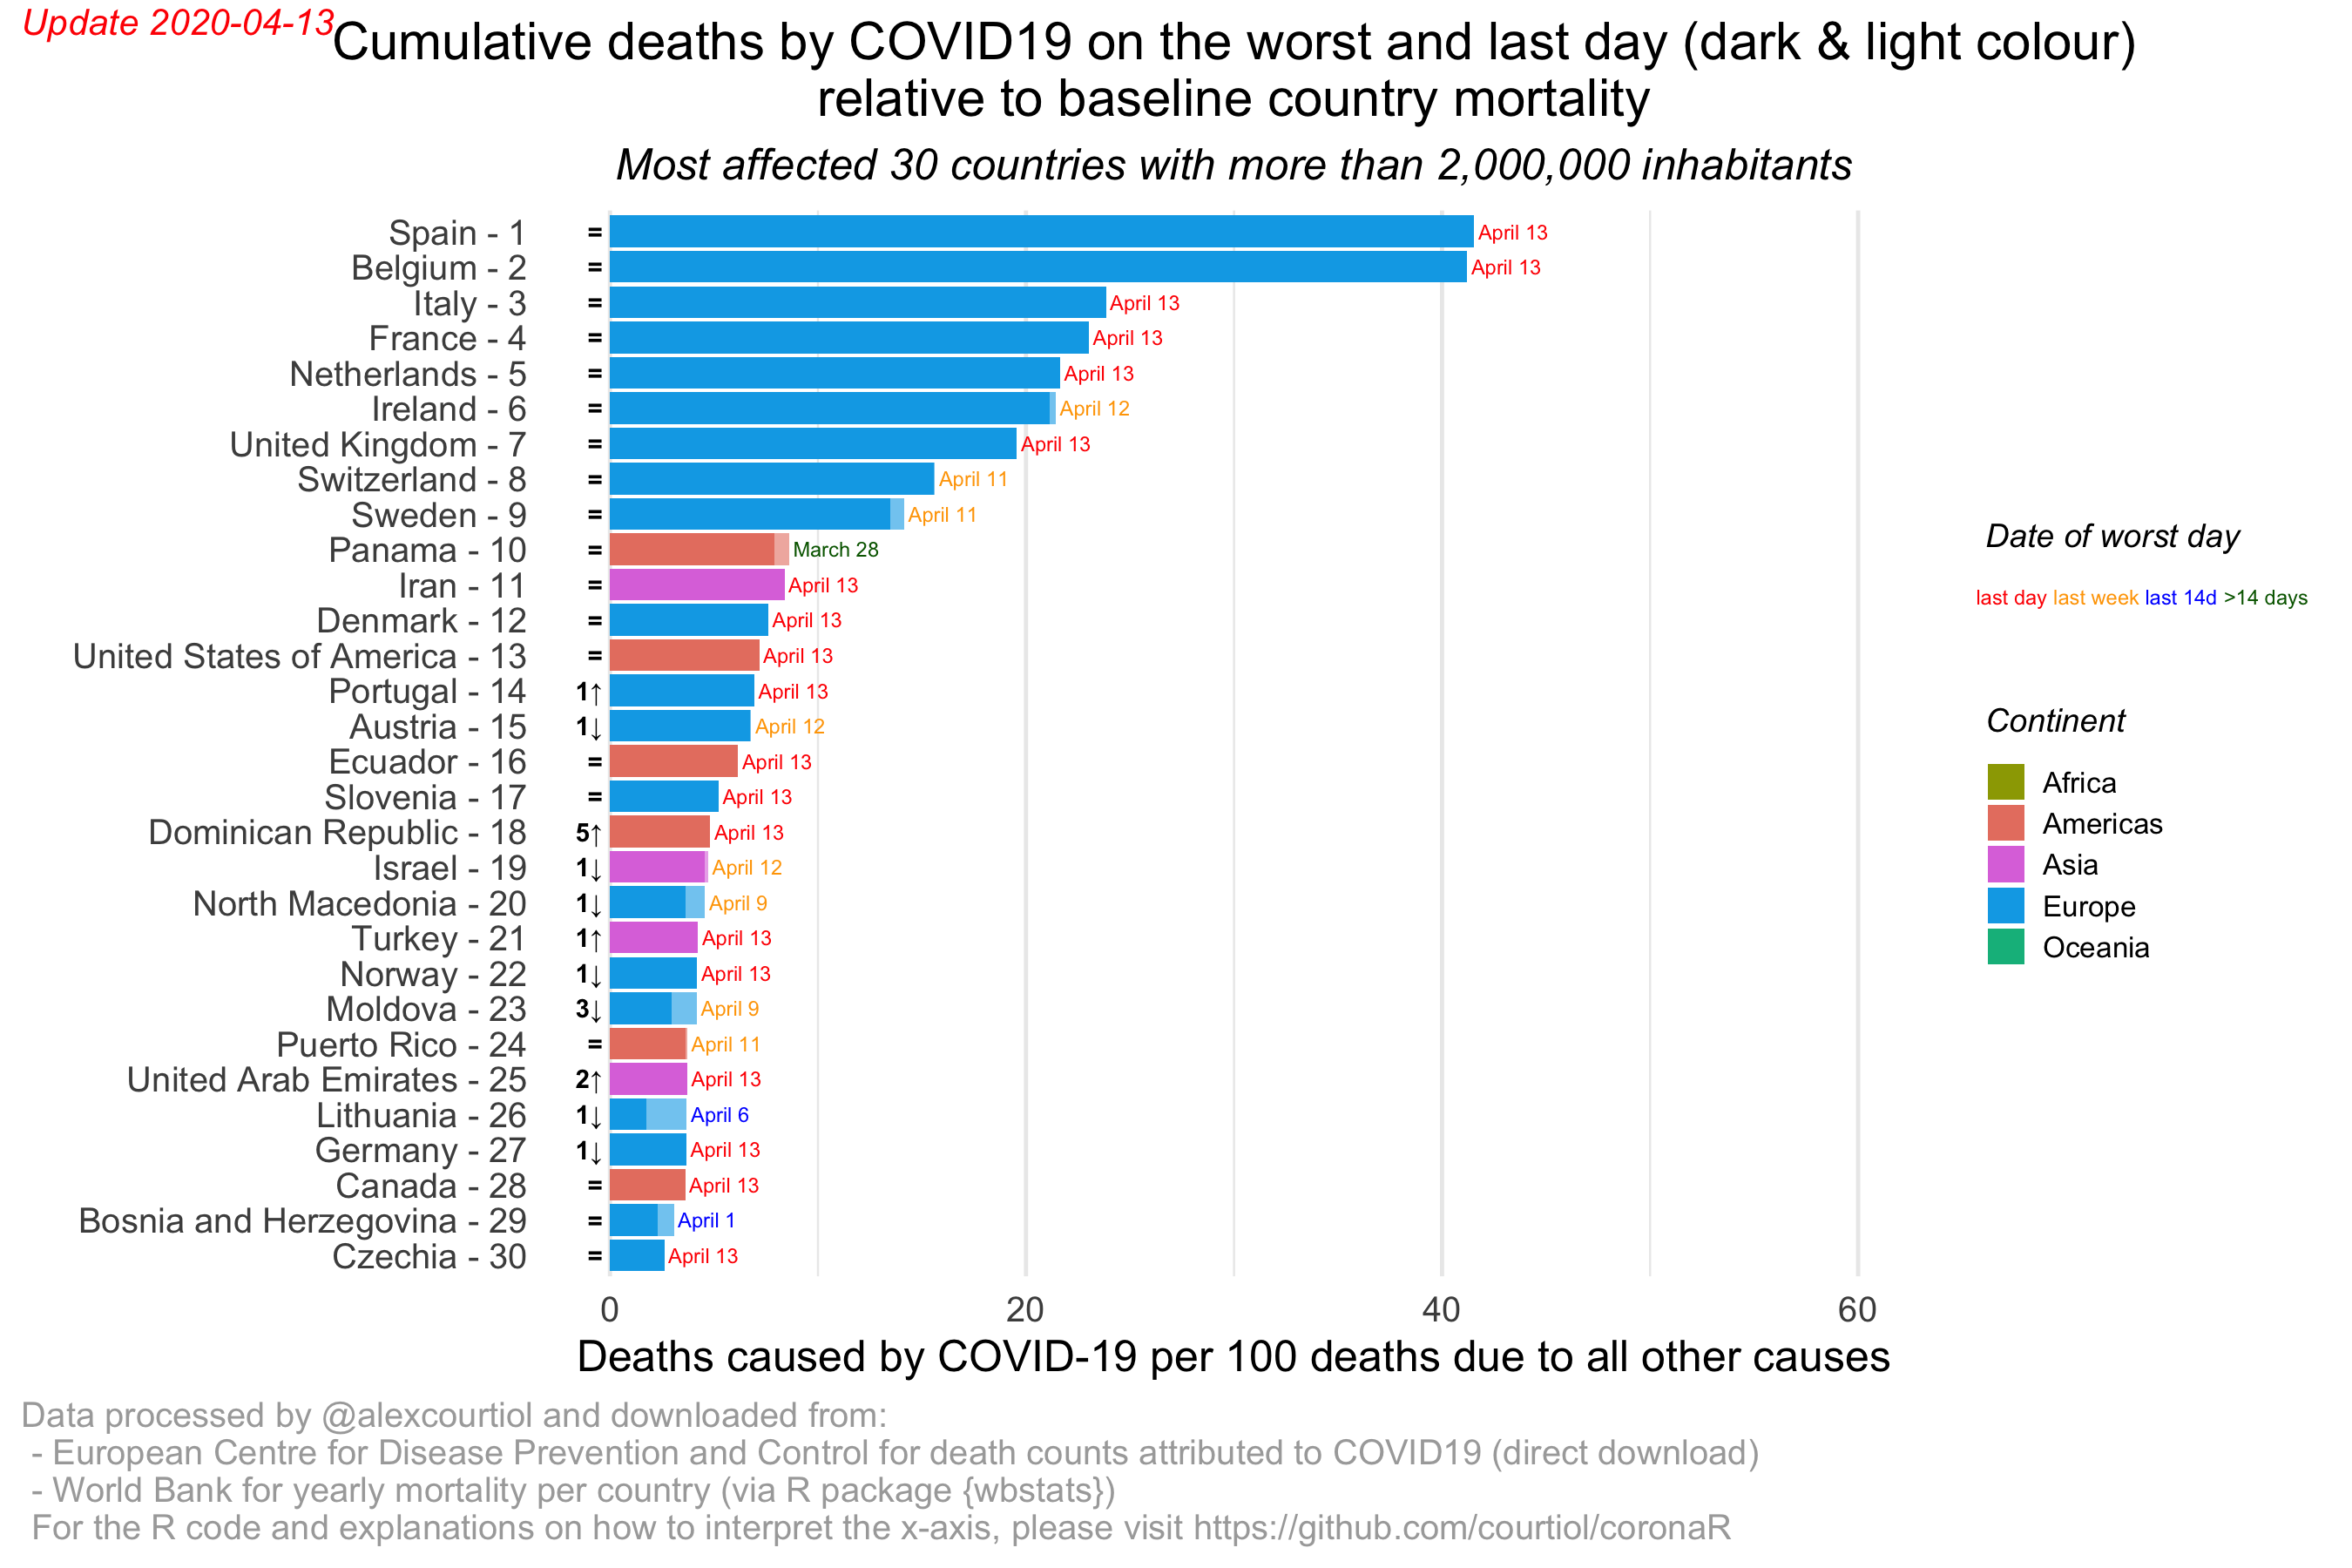 Update 2020-04-13
Cumulative deaths by COVID19 on the worst and last day (dark & light colour)
relative to baseline country mortality
Most affected 30 countries with more than 2,000,000 inhabitants
Spain - 1 = April 13
Belgium - 2 = April 13
Italy - 3 = April 13
France - 4 = April 13
Netherlands - 5 = April 13
Ireland - 6 = April 12
United Kingdom - 7 = April 13
Switzerland - 8 = April 11
Sweden - 9 = April 11
Panama - 10 = March 28
Iran - 11 = April 13
Denmark - 12 = April 13
United States of America - 13 = April 13
Portugal - 14 1↑ April 13
Austria - 15 1↓ April 12
Ecuador - 16 = April 13
Slovenia - 17 = April 13
Dominican Republic - 18 5↑ April 13
Israel - 19 1↓ April 12
North Macedonia - 20 1↓ April 9
Turkey - 21 1↑ April 13
Norway - 22 1↓ April 13
Moldova - 23 3↓ April 9
Puerto Rico - 24 = April 11
United Arab Emirates - 25 2↑ April 13
Lithuania - 26 1↓ April 6
Germany - 27 1↓ April 13
Canada - 28 = April 13
Bosnia and Herzegovina - 29 = April 1
Czechia - 30 = April 13
0 20 40 60
Deaths caused by COVID-19 per 100 deaths due to all other causes
Date of worst day
last day last week last 14d >14 days
Continent
Africa
Americas
Asia
Europe
Oceania
Data processed by @alexcourtiol and downloaded from:
- European Centre for Disease Prevention and Control for death counts attributed to COVID19 (direct download)
- World Bank for yearly mortality per country (via R package {wbstats})
For the R code and explanations on how to interpret the x-axis, please visit https://github.com/courtiol/coronaR